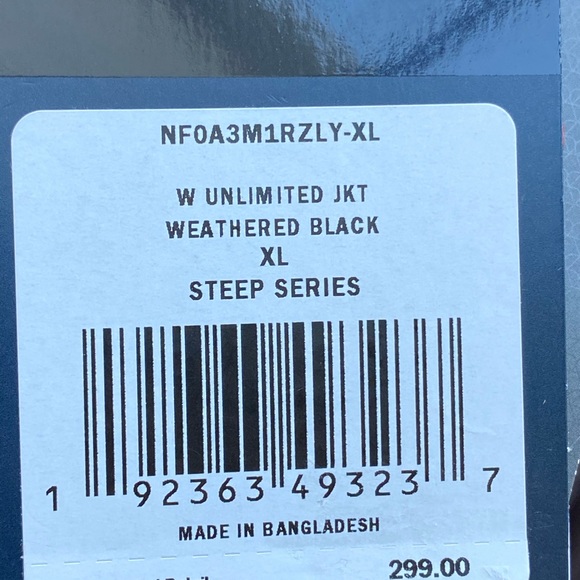 NF0A3M1RZLY-XL
W UNLIMITED JKT
WEATHERED BLACK
XL
STEEP SERIES
1 92363 49323 7
MADE IN BANGLADESH
299.00